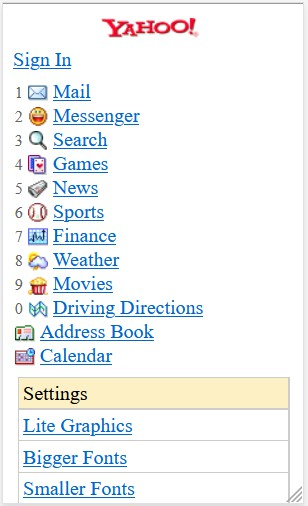 YAHOO!
Sign In
1 Mail
2 Messenger
3 Search
4 Games
5 News
6 Sports
7 Finance
8 Weather
9 Movies
0 Driving Directions
Address Book
Calendar
Settings
Lite Graphics
Bigger Fonts
Smaller Fonts